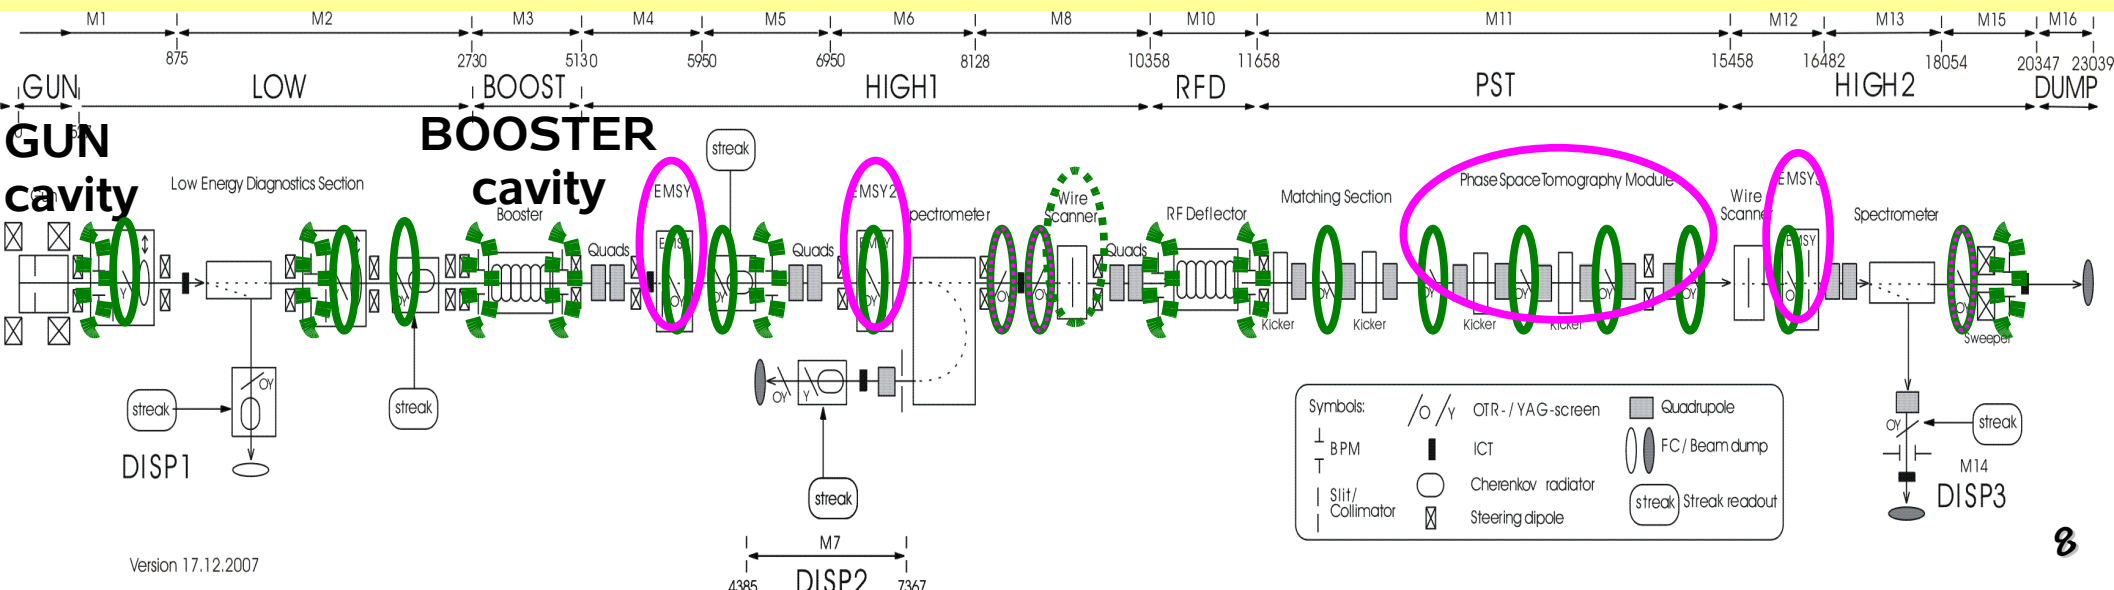 M1 M2 M3 M4 M5 M6 M8 M10 M11 M12 M13 M15 M16
875 2730 5130 5950 6950 8128 10358 11658 15458 16482 18054 20347 23039
GUN LOW BOOST HIGH1 RFD PST HIGH2 DUMP
GUN
cavity
BOOSTER
cavity
streak
Low Energy Diagnostics Section
Booster
Quads
EMSY
Quads
EMSY2
pectrometer
Wire
Scanner
Quads
RF Deflector
Matching Section
Phase Space Tomography Module
Wire
Scanner
EMSY
Spectrometer
Kicker
Kicker
Kicker
Kicker
Sweeper
OY
streak
streak
DISP1
OY
Y
streak
M7
4385 7367
DISP2
Version 17.12.2007
Symbols:
O Y OTR- / YAG-screen
Quadrupole
BPM
ICT
FC / Beam dump
Slit/
Collimator
Cherenkov radiator
Steering dipole
streak Streak readout
OY
streak
M14
DISP3
8